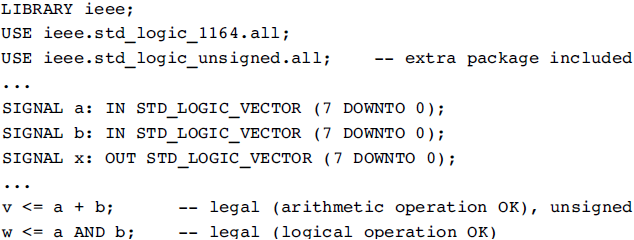 LIBRARY ieee;
USE ieee.std_logic_1164.all;
USE ieee.std_logic_unsigned.all;    -- extra package included
...
SIGNAL a: IN STD_LOGIC_VECTOR (7 DOWNTO 0);
SIGNAL b: IN STD_LOGIC_VECTOR (7 DOWNTO 0);
SIGNAL x: OUT STD_LOGIC_VECTOR (7 DOWNTO 0);
...
v <= a + b;      -- legal (arithmetic operation OK), unsigned
w <= a AND b;    -- legal (logical operation OK)